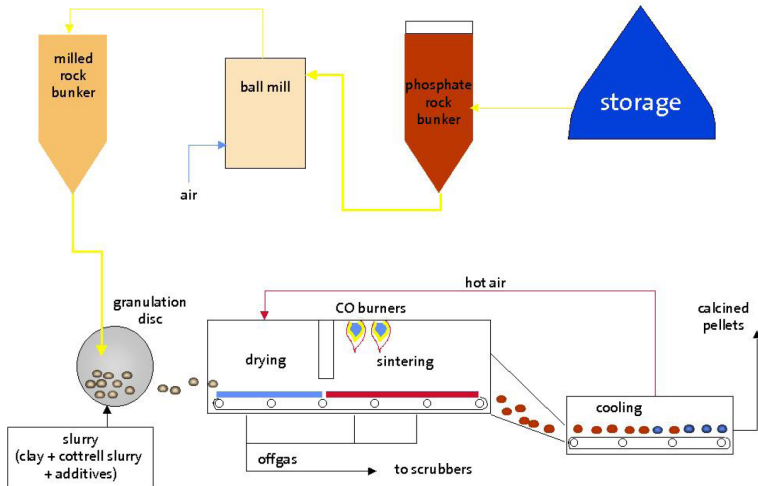 milled
rock
bunker
ball mill
phosphate
rock
bunker
storage
air
hot air
granulation
disc
CO burners
calcined
pellets
drying
sintering
cooling
slurry
(clay + cottrell slurry
+ additives)
offgas
to scrubbers